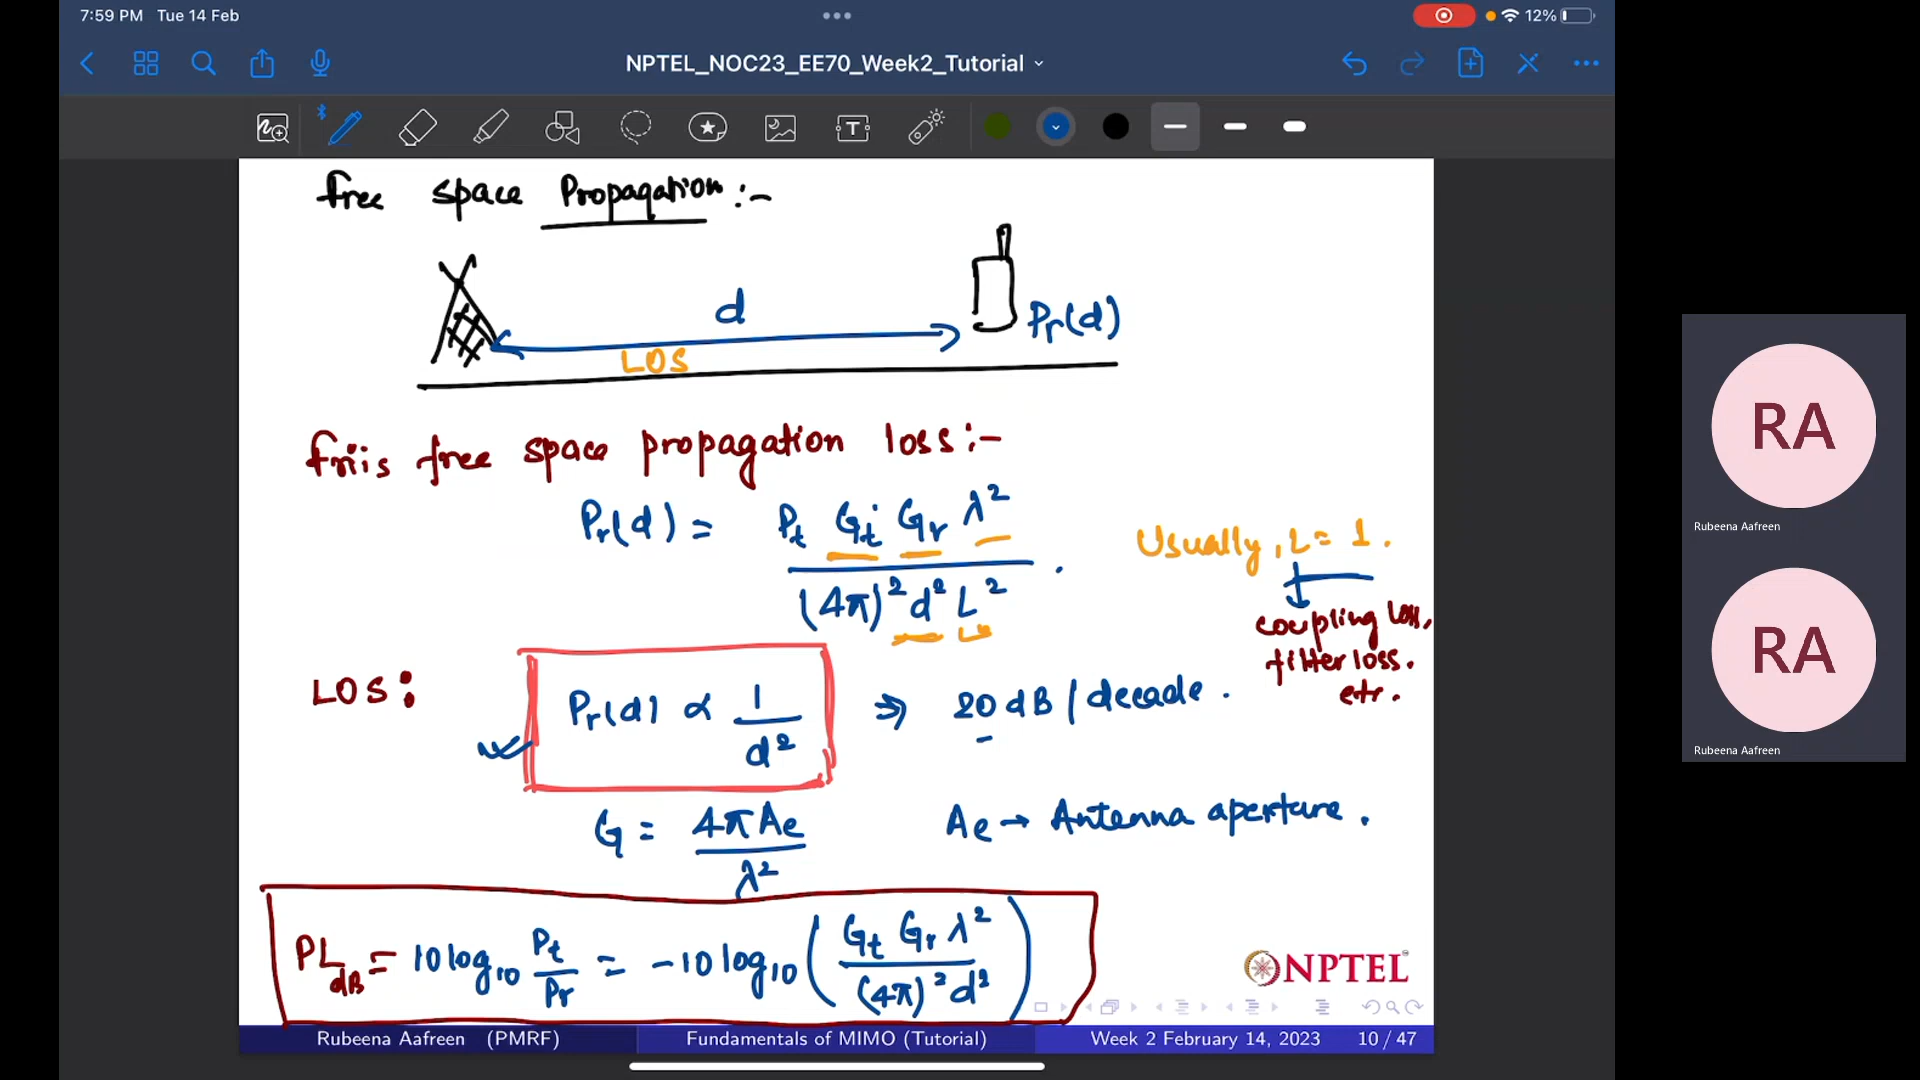 7:59 PM Tue 14 Feb
12%
NPTEL_NOC23_EE70_Week2_Tutorial
free space Propagation :-
d
Pr(d)
LOS
friis free space propagation loss :-
Pr(d) = Pt Gt Gr λ² / (4π)² d² L² .
Usually, L = 1 .
coupling loss,
filter loss.
etc.
LOS:
Pr(d) ∝ 1/d² ⇒ 20 dB / decade .
G = 4πAe / λ²
Ae → Antenna aperture .
PL dB = 10 log10 Pt/Pr = -10 log10 ( Gt Gr λ² / (4π)² d² )
NPTEL
Rubeena Aafreen (PMRF)
Fundamentals of MIMO (Tutorial)
Week 2 February 14, 2023
10 / 47
RA
Rubeena Aafreen
RA
Rubeena Aafreen